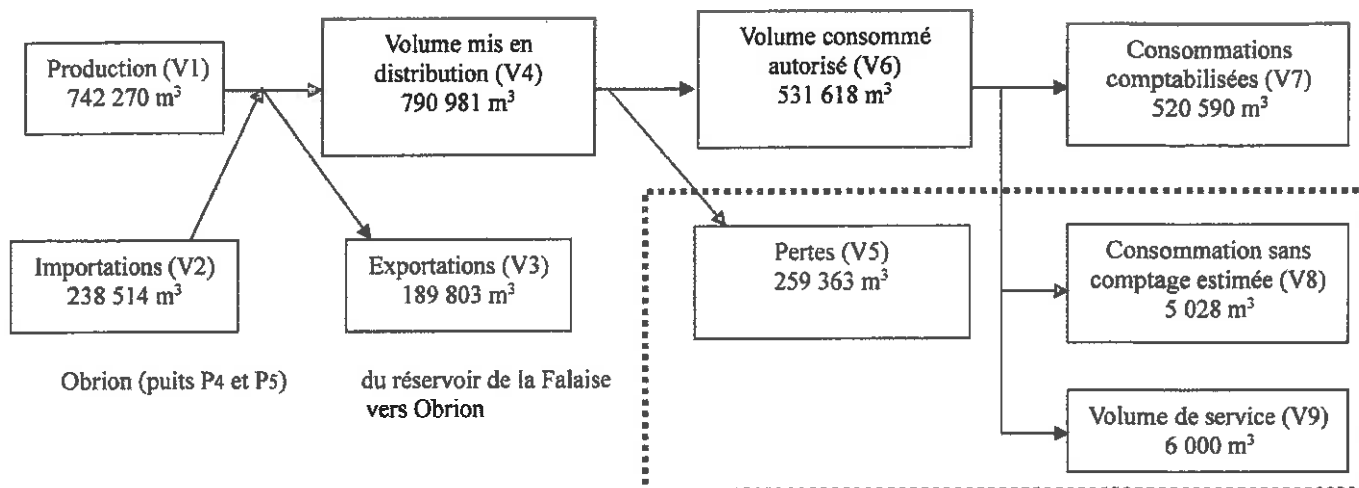 Production (V1)
742 270 m³
Volume mis en
distribution (V4)
790 981 m³
Volume consommé
autorisé (V6)
531 618 m³
Consommations
comptabilisées (V7)
520 590 m³
Importations (V2)
238 514 m³
Exportations (V3)
189 803 m³
Pertes (V5)
259 363 m³
Consommation sans
comptage estimée (V8)
5 028 m³
Obrion (puits P4 et P5)
du réservoir de la Falaise
vers Obrion
Volume de service (V9)
6 000 m³